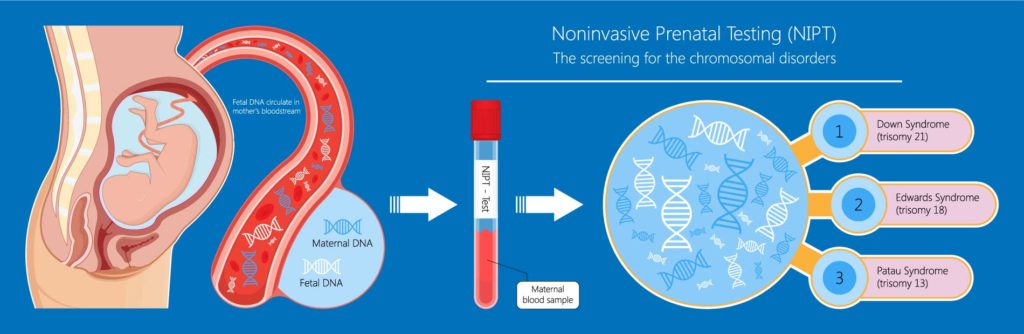 Noninvasive Prenatal Testing (NIPT)
The screening for the chromosomal disorders
Fetal DNA circulate in
mother's bloodstream
Maternal DNA
Fetal DNA
NIPT - Test
Maternal
blood sample
1
Down Syndrome
(trisomy 21)
2
Edwards Syndrome
(trisomy 18)
3
Patau Syndrome
(trisomy 13)